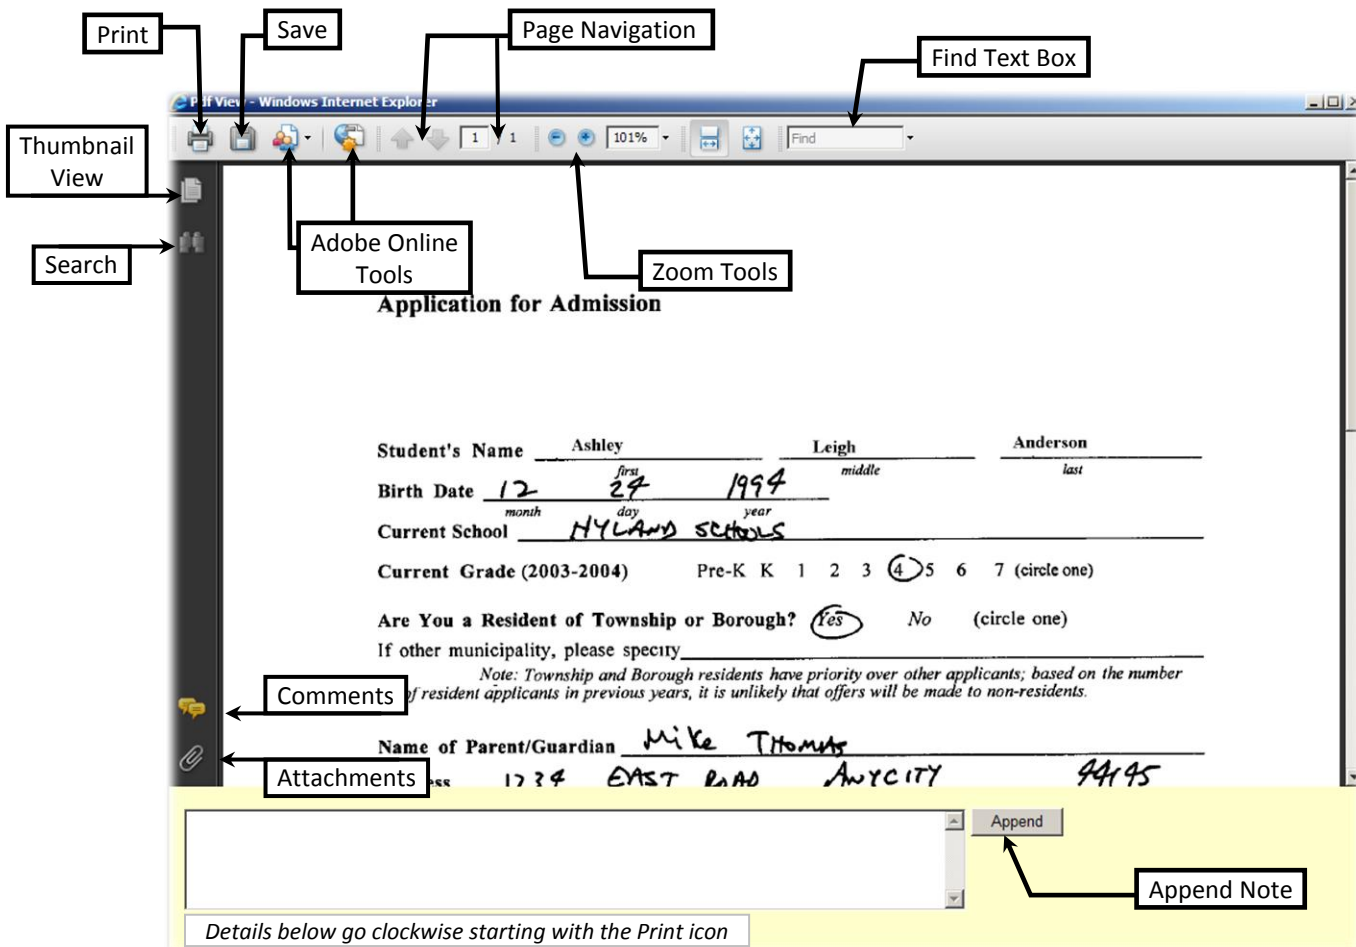 Print
Save
Page Navigation
Find Text Box
Pdf View - Windows Internet Explorer
1 / 1
101%
Find
Thumbnail
View
Search
Adobe Online
Tools
Zoom Tools
Application for Admission
Student's Name Ashley Leigh Anderson
first middle last
Birth Date 12 24 1994
month day year
Current School HYLAND SCHOOLS
Current Grade (2003-2004) Pre-K K 1 2 3 4 5 6 7 (circle one)
Are You a Resident of Township or Borough? Yes No (circle one)
If other municipality, please specify
Note: Township and Borough residents have priority over other applicants; based on the number
of resident applicants in previous years, it is unlikely that offers will be made to non-residents.
Comments
Name of Parent/Guardian Mike THOMAS
Attachments
ess 1234 EAST ROAD ANYCITY 44145
Append
Append Note
Details below go clockwise starting with the Print icon